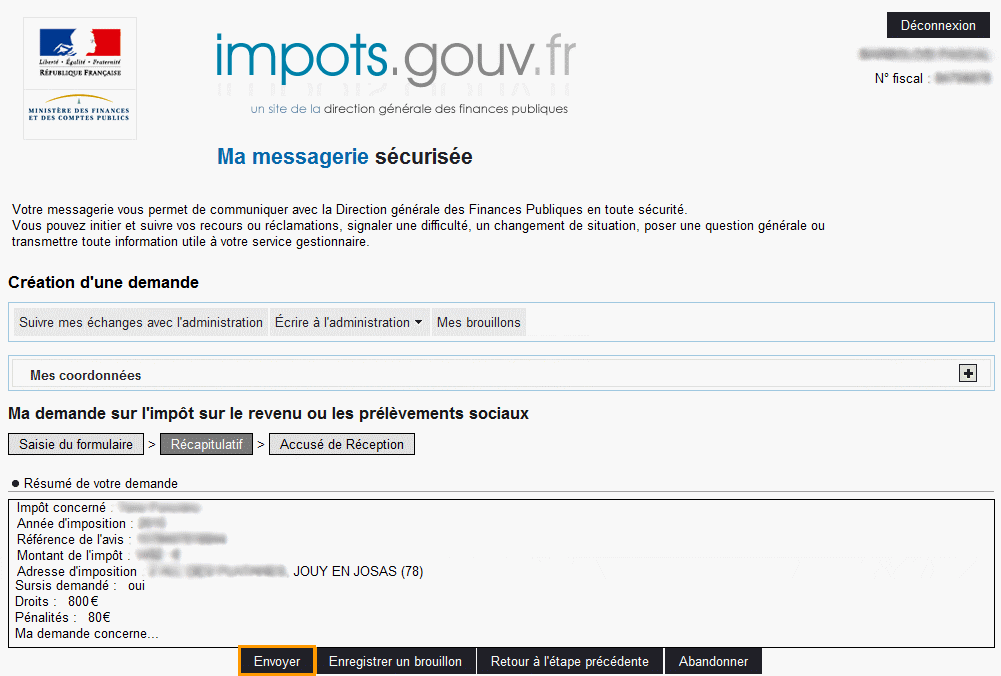 Déconnexion
Liberté • Égalité • Fraternité
RÉPUBLIQUE FRANÇAISE
MINISTÈRE DES FINANCES
ET DES COMPTES PUBLICS
impots.gouv.fr
un site de la direction générale des finances publiques
N° fiscal :
Ma messagerie sécurisée
Votre messagerie vous permet de communiquer avec la Direction générale des Finances Publiques en toute sécurité.
Vous pouvez initier et suivre vos recours ou réclamations, signaler une difficulté, un changement de situation, poser une question générale ou
transmettre toute information utile à votre service gestionnaire.
Création d'une demande
Suivre mes échanges avec l'administration Écrire à l'administration Mes brouillons
Mes coordonnées
Ma demande sur l'impôt sur le revenu ou les prélèvements sociaux
Saisie du formulaire > Récapitulatif > Accusé de Réception
Résumé de votre demande
Impôt concerné :
Année d'imposition :
Référence de l'avis :
Montant de l'impôt :
Adresse d'imposition JOUY EN JOSAS (78)
Sursis demandé : oui
Droits : 800€
Pénalités : 80€
Ma demande concerne...
Envoyer Enregistrer un brouillon Retour à l'étape précédente Abandonner